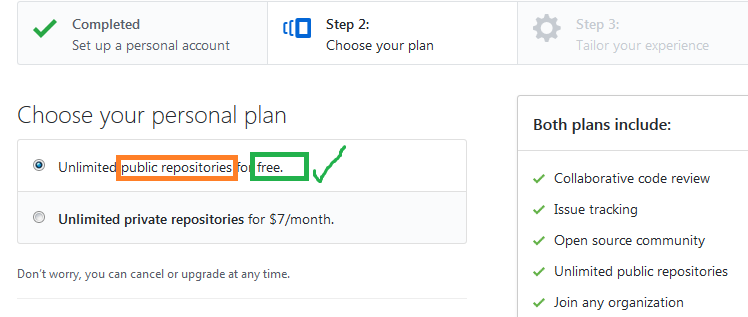 Completed
Set up a personal account
Step 2:
Choose your plan
Step 3:
Tailor your experience
Choose your personal plan
Unlimited public repositories for free.
Unlimited private repositories for $7/month.
Don't worry, you can cancel or upgrade at any time.
Both plans include:
Collaborative code review
Issue tracking
Open source community
Unlimited public repositories
Join any organization